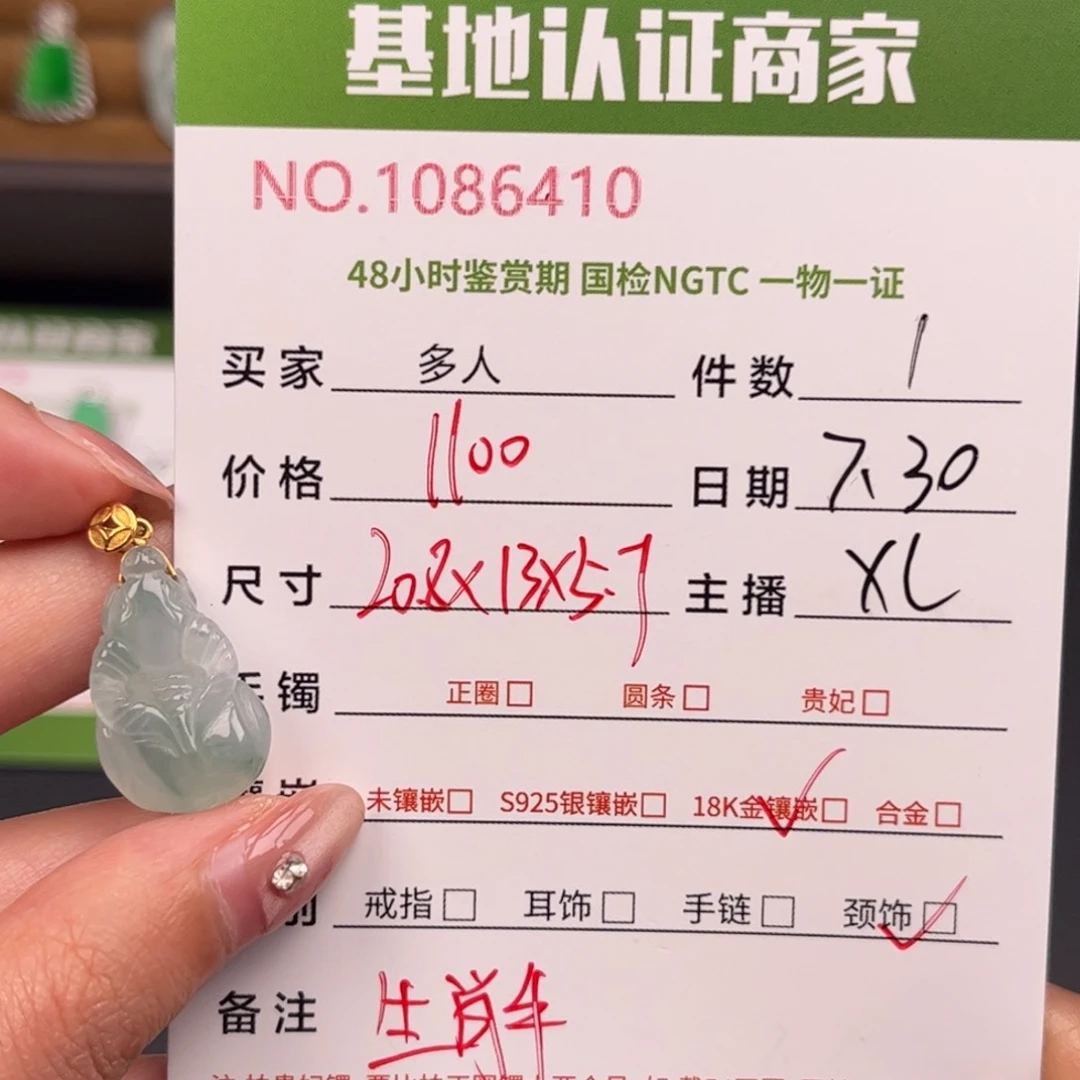 基地认证商家
NO.1086410
48小时鉴赏期 国检NGTC 一物一证
买家 多人 件数 1
价格 1100 日期 7、30
尺寸 20.8×13×5.7 主播 XL
手镯 正圈□ 圆条□ 贵妃□
未镶嵌□ S925银镶嵌□ 18K金镶嵌□ 合金□
戒指□ 耳饰□ 手链□ 颈饰□
备注 生肖牛